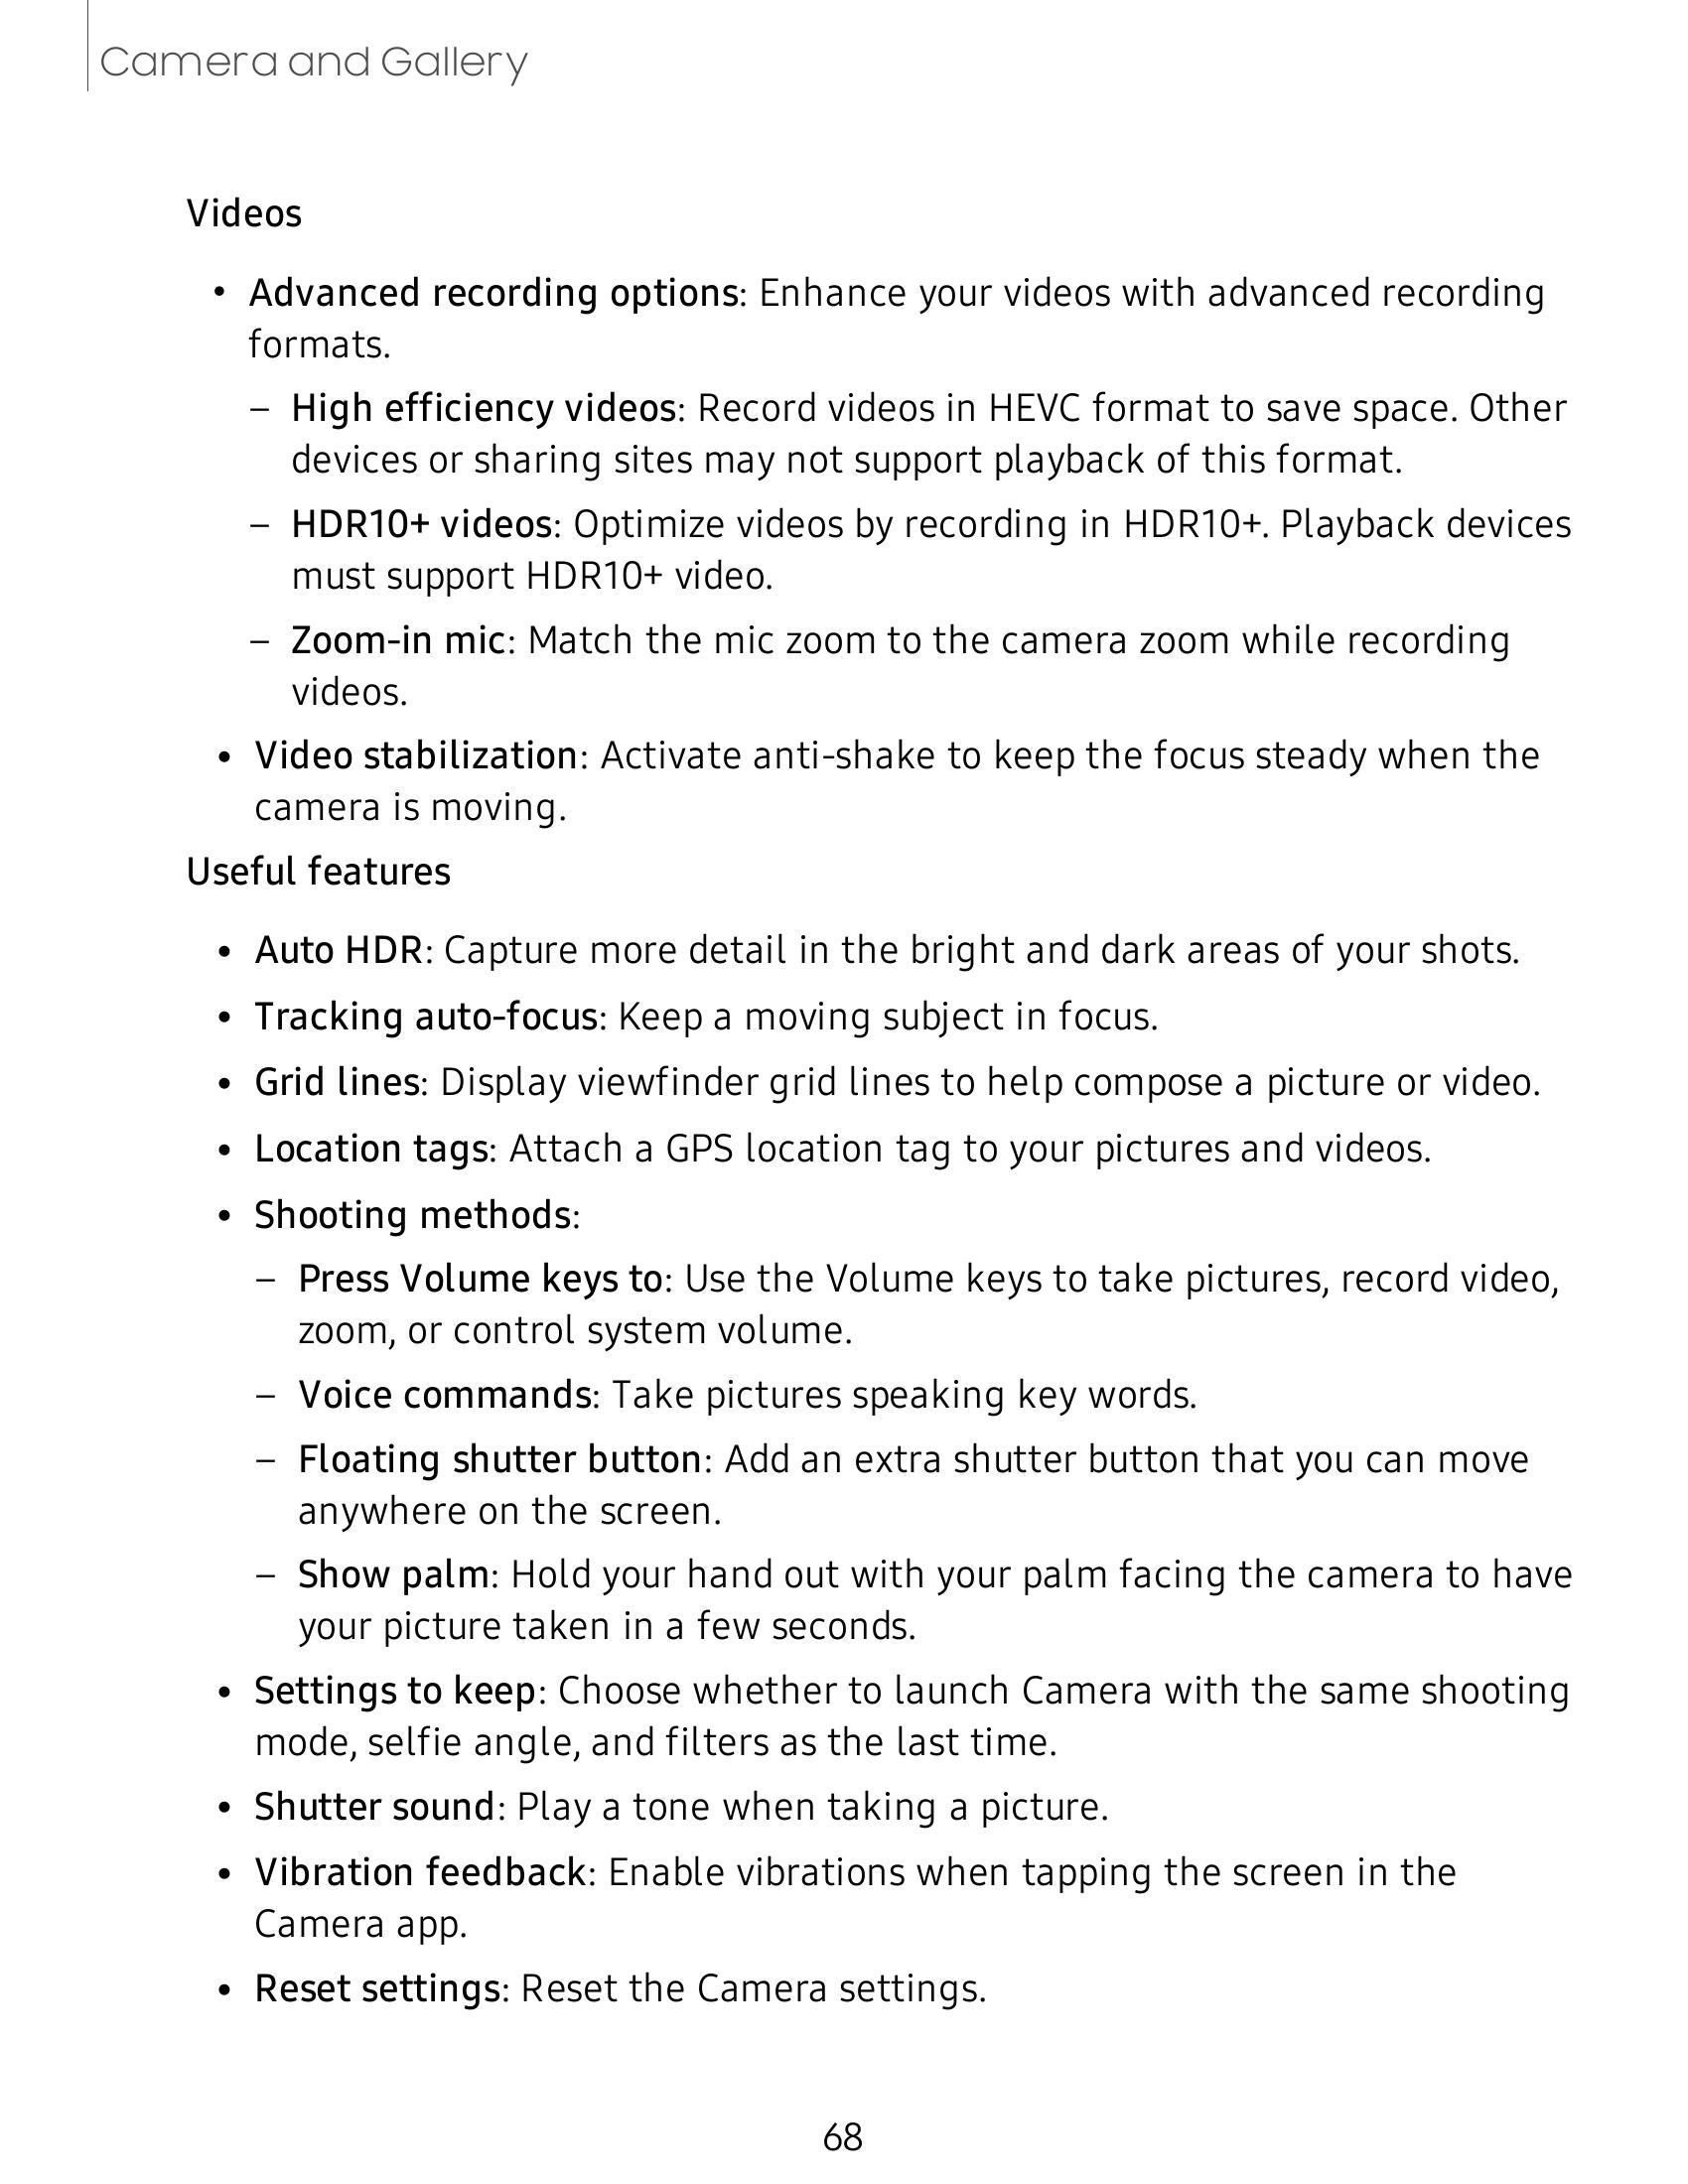 Camera and Gallery
Videos
• Advanced recording options: Enhance your videos with advanced recording
formats.
– High efficiency videos: Record videos in HEVC format to save space. Other
devices or sharing sites may not support playback of this format.
– HDR10+ videos: Optimize videos by recording in HDR10+. Playback devices
must support HDR10+ video.
– Zoom-in mic: Match the mic zoom to the camera zoom while recording
videos.
• Video stabilization: Activate anti-shake to keep the focus steady when the
camera is moving.
Useful features
• Auto HDR: Capture more detail in the bright and dark areas of your shots.
• Tracking auto-focus: Keep a moving subject in focus.
• Grid lines: Display viewfinder grid lines to help compose a picture or video.
• Location tags: Attach a GPS location tag to your pictures and videos.
• Shooting methods:
– Press Volume keys to: Use the Volume keys to take pictures, record video,
zoom, or control system volume.
– Voice commands: Take pictures speaking key words.
– Floating shutter button: Add an extra shutter button that you can move
anywhere on the screen.
– Show palm: Hold your hand out with your palm facing the camera to have
your picture taken in a few seconds.
• Settings to keep: Choose whether to launch Camera with the same shooting
mode, selfie angle, and filters as the last time.
• Shutter sound: Play a tone when taking a picture.
• Vibration feedback: Enable vibrations when tapping the screen in the
Camera app.
• Reset settings: Reset the Camera settings.
68